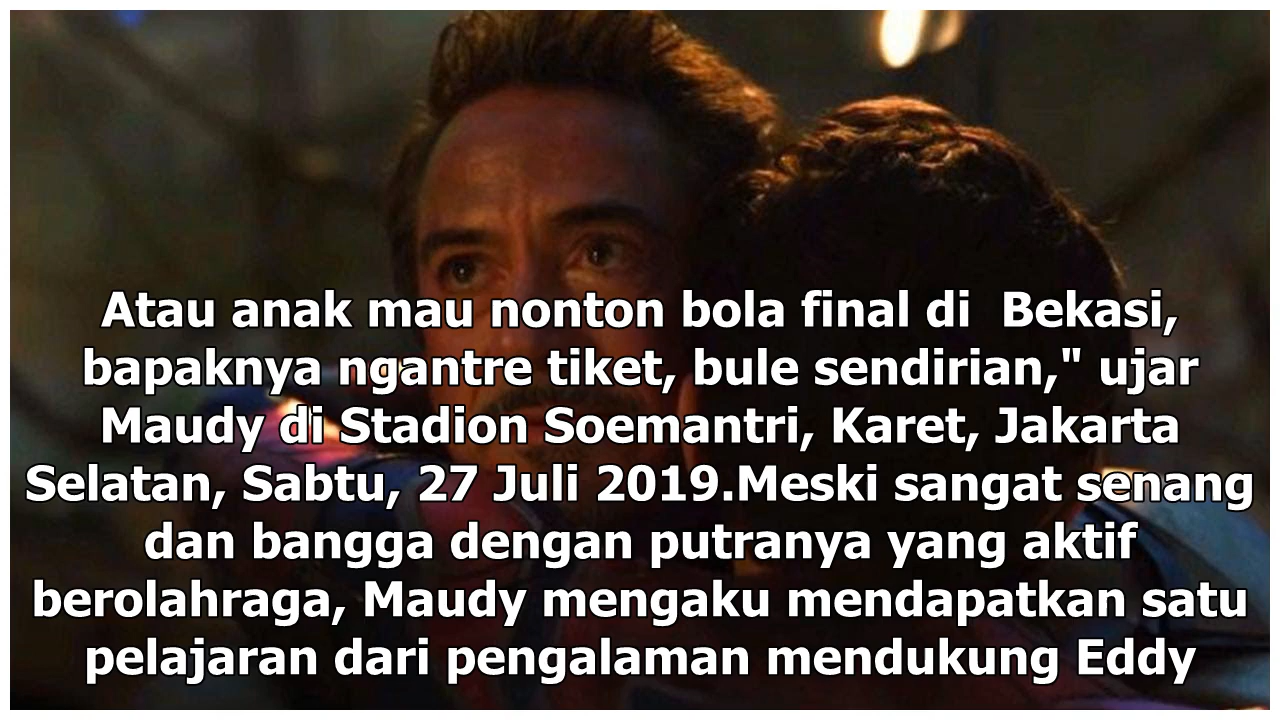 Atau anak mau nonton bola final di  Bekasi,
bapaknya ngantre tiket, bule sendirian," ujar
Maudy di Stadion Soemantri, Karet, Jakarta
Selatan, Sabtu, 27 Juli 2019.Meski sangat senang
dan bangga dengan putranya yang aktif
berolahraga, Maudy mengaku mendapatkan satu
pelajaran dari pengalaman mendukung Eddy